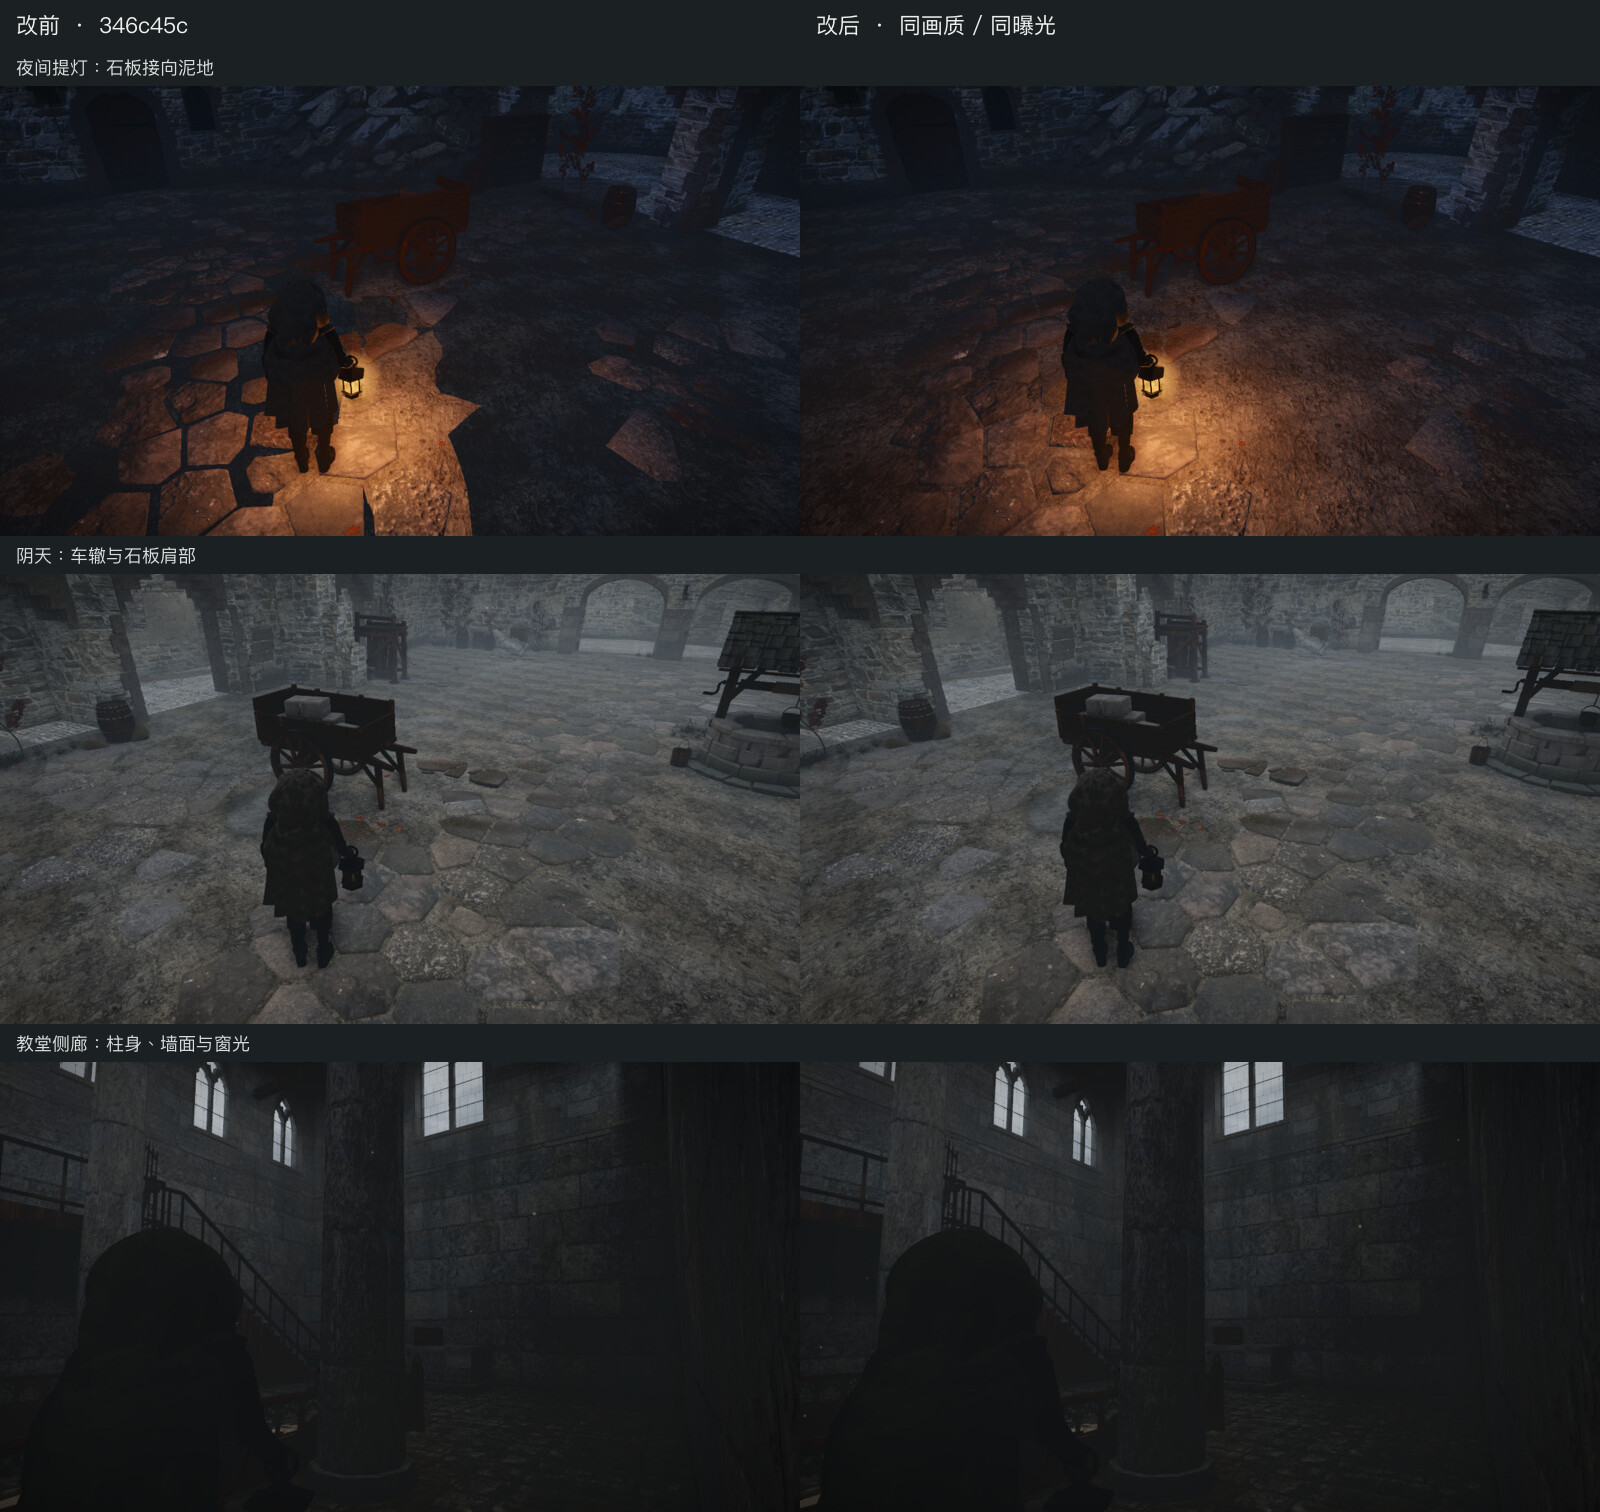 改前 · 346c45c
改后 · 同画质 / 同曝光
夜间提灯：石板接向泥地
阴天：车辙与石板肩部
教堂侧廊：柱身、墙面与窗光